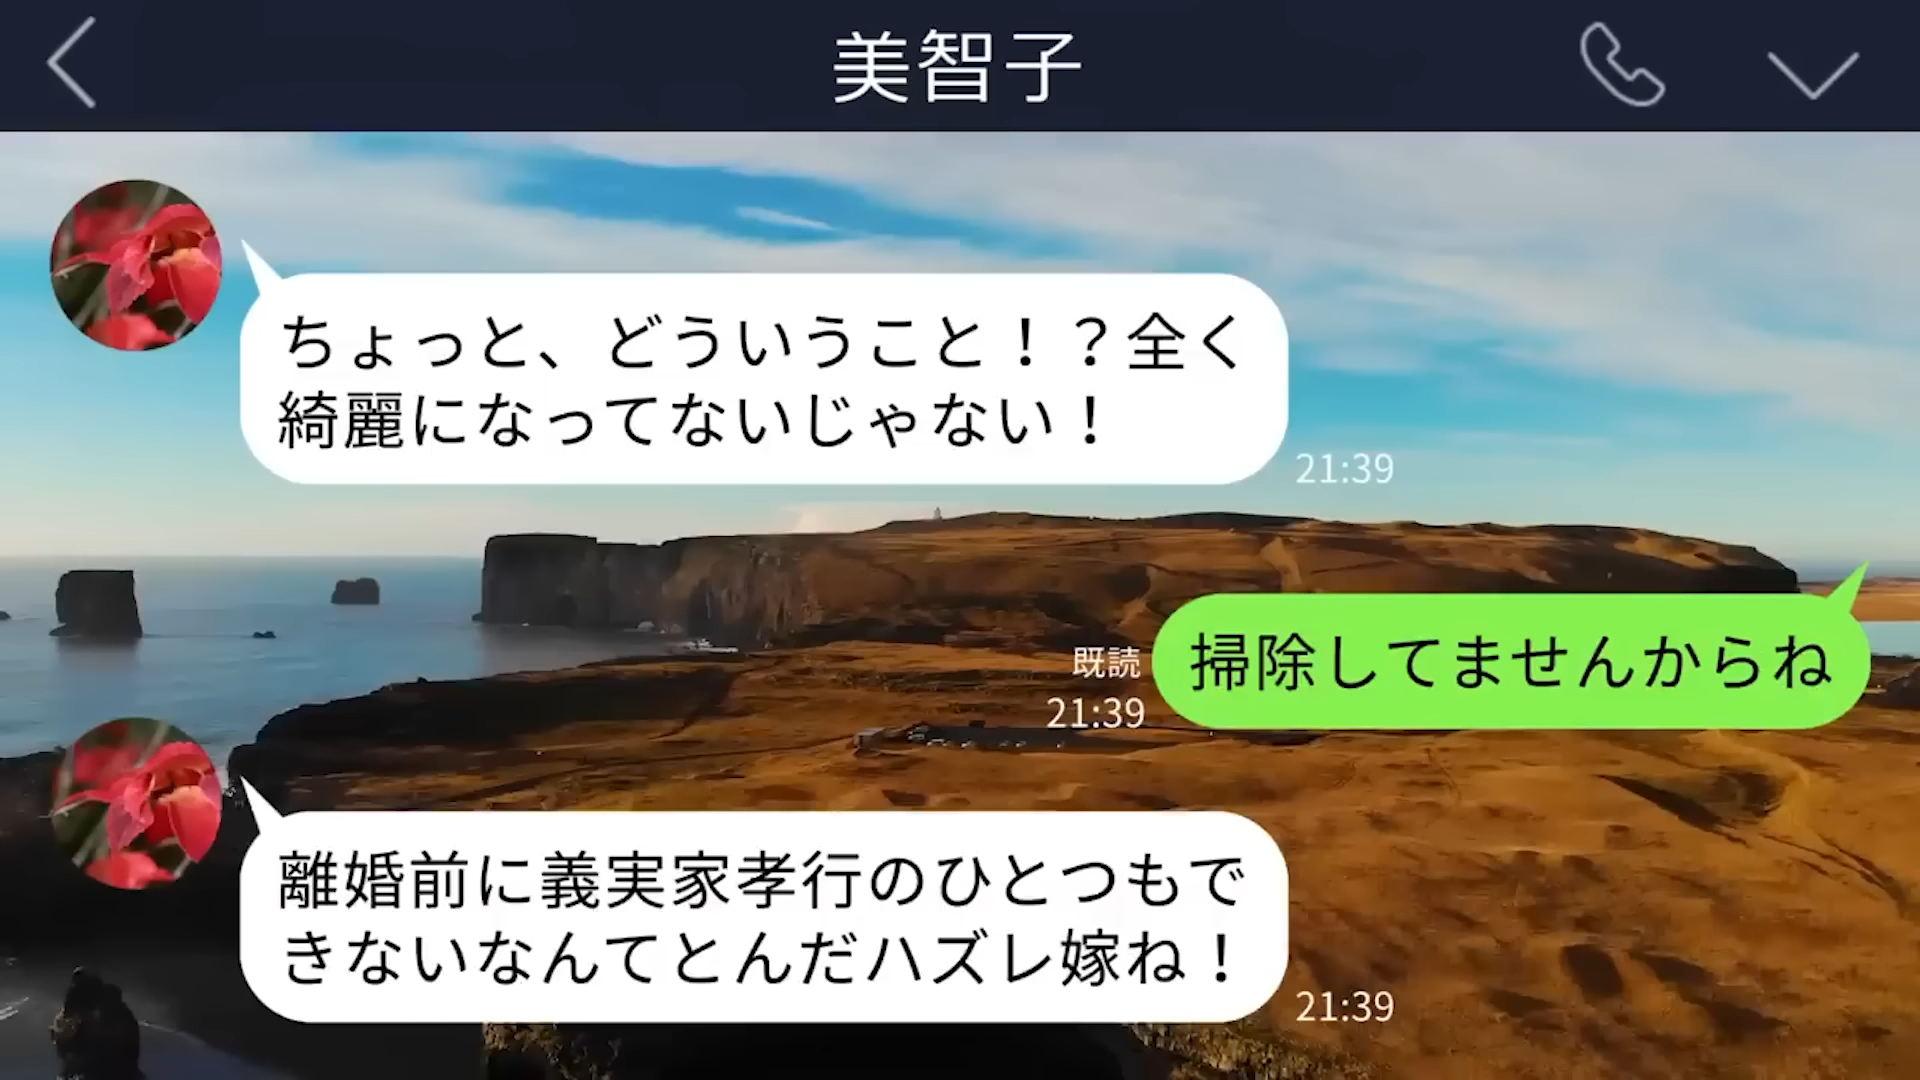 美智子
ちょっと、どういうこと！？全く
綺麗になってないじゃない！
21:39
掃除してませんからね
既読
21:39
離婚前に義実家孝行のひとつもで
きないなんてとんだハズレ嫁ね！
21:39